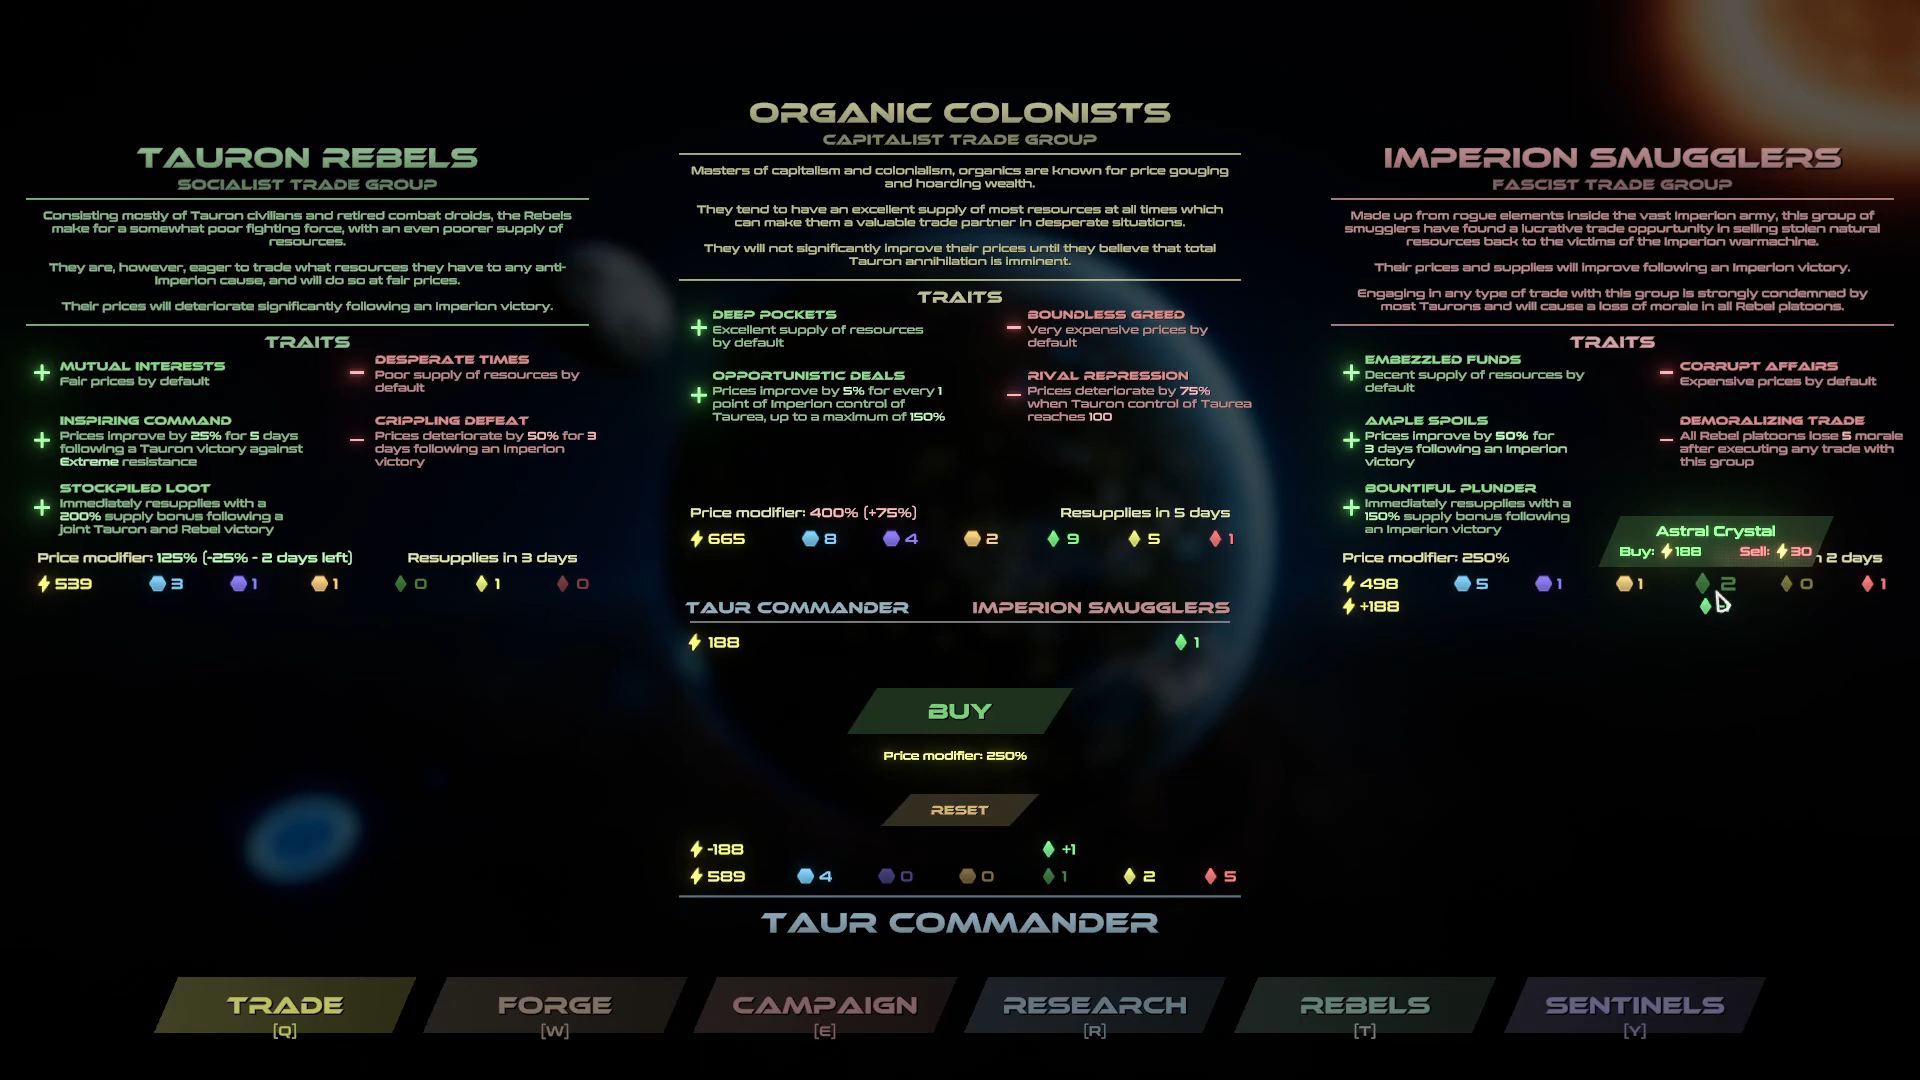 TAURON REBELS
SOCIALIST TRADE GROUP
Consisting mostly of Tauron civilians and retired combat droids, the Rebels
make for a somewhat poor fighting force, with an even poorer supply of
resources.
They are, however, eager to trade what resources they have to any anti-
Imperion cause, and will do so at fair prices.
Their prices will deteriorate significantly following an Imperion victory.
TRAITS
+ MUTUAL INTERESTS
Fair prices by default
+ INSPIRING COMMAND
Prices improve by 25% for 5 days
following a Tauron victory against
Extreme resistance
+ STOCKPILED LOOT
Immediately resupplies with a
200% supply bonus following a
joint Tauron and Rebel victory
− DESPERATE TIMES
Poor supply of resources by
default
− CRIPPLING DEFEAT
Prices deteriorate by 50% for 3
days following an Imperion
victory
Price modifier: 125% (-25% - 2 days left)
Resupplies in 3 days
539 3 1 1 0 1 0
ORGANIC COLONISTS
CAPITALIST TRADE GROUP
Masters of capitalism and colonialism, organics are known for price gouging
and hoarding wealth.
They tend to have an excellent supply of most resources at all times which
can make them a valuable trade partner in desperate situations.
They will not significantly improve their prices until they believe that total
Tauron annihilation is imminent.
TRAITS
+ DEEP POCKETS
Excellent supply of resources
by default
+ OPPORTUNISTIC DEALS
Prices improve by 5% for every 1
point of Imperion control of
Taurea, up to a maximum of 150%
− BOUNDLESS GREED
Very expensive prices by
default
− RIVAL REPRESSION
Prices deteriorate by 75%
when Tauron control of Taurea
reaches 100
Price modifier: 400% (+75%)
Resupplies in 5 days
665 8 4 2 9 5 1
IMPERION SMUGGLERS
FASCIST TRADE GROUP
Made up from rogue elements inside the vast Imperion army, this group of
smugglers have found a lucrative trade opportunity in selling stolen natural
resources back to the victims of the Imperion warmachine.
Their prices and supplies will improve following an Imperion victory.
Engaging in any type of trade with this group is strongly condemned by
most Taurons and will cause a loss of morale in all Rebel platoons.
TRAITS
+ EMBEZZLED FUNDS
Decent supply of resources by
default
+ AMPLE SPOILS
Prices improve by 50% for
3 days following an Imperion
victory
+ BOUNTIFUL PLUNDER
Immediately resupplies with a
150% supply bonus following
an Imperion victory
− CORRUPT AFFAIRS
Expensive prices by default
− DEMORALIZING TRADE
All Rebel platoons lose 5 morale
after executing any trade with
this group
Astral Crystal
Buy: 188 Sell: 30
Price modifier: 250%
2 days
498 5 1 1 2 0 1
+188
TAUR COMMANDER
IMPERION SMUGGLERS
188 1
BUY
Price modifier: 250%
RESET
-188 +1
589 4 0 0 1 2 5
TAUR COMMANDER
TRADE FORGE CAMPAIGN RESEARCH REBELS SENTINELS
[Q] [W] [E] [R] [T] [Y]